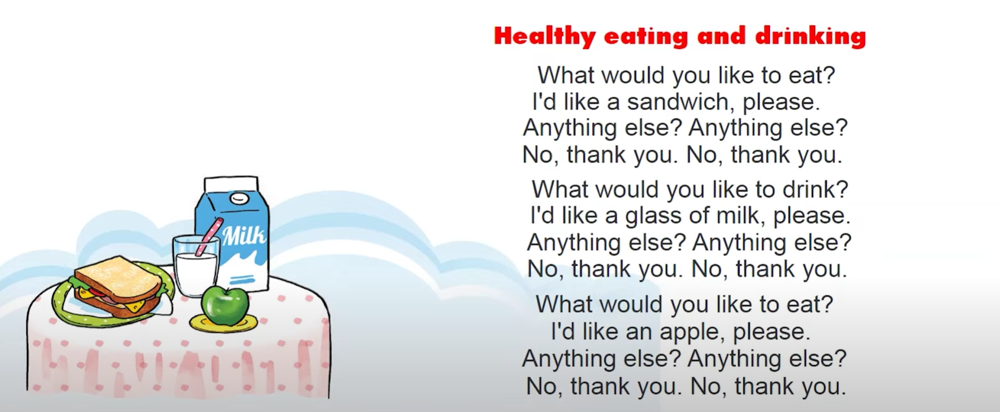 Healthy eating and drinking
What would you like to eat?
I'd like a sandwich, please.
Anything else? Anything else?
No, thank you. No, thank you.
What would you like to drink?
I'd like a glass of milk, please.
Anything else? Anything else?
No, thank you. No, thank you.
What would you like to eat?
I'd like an apple, please.
Anything else? Anything else?
No, thank you. No, thank you.
Milk